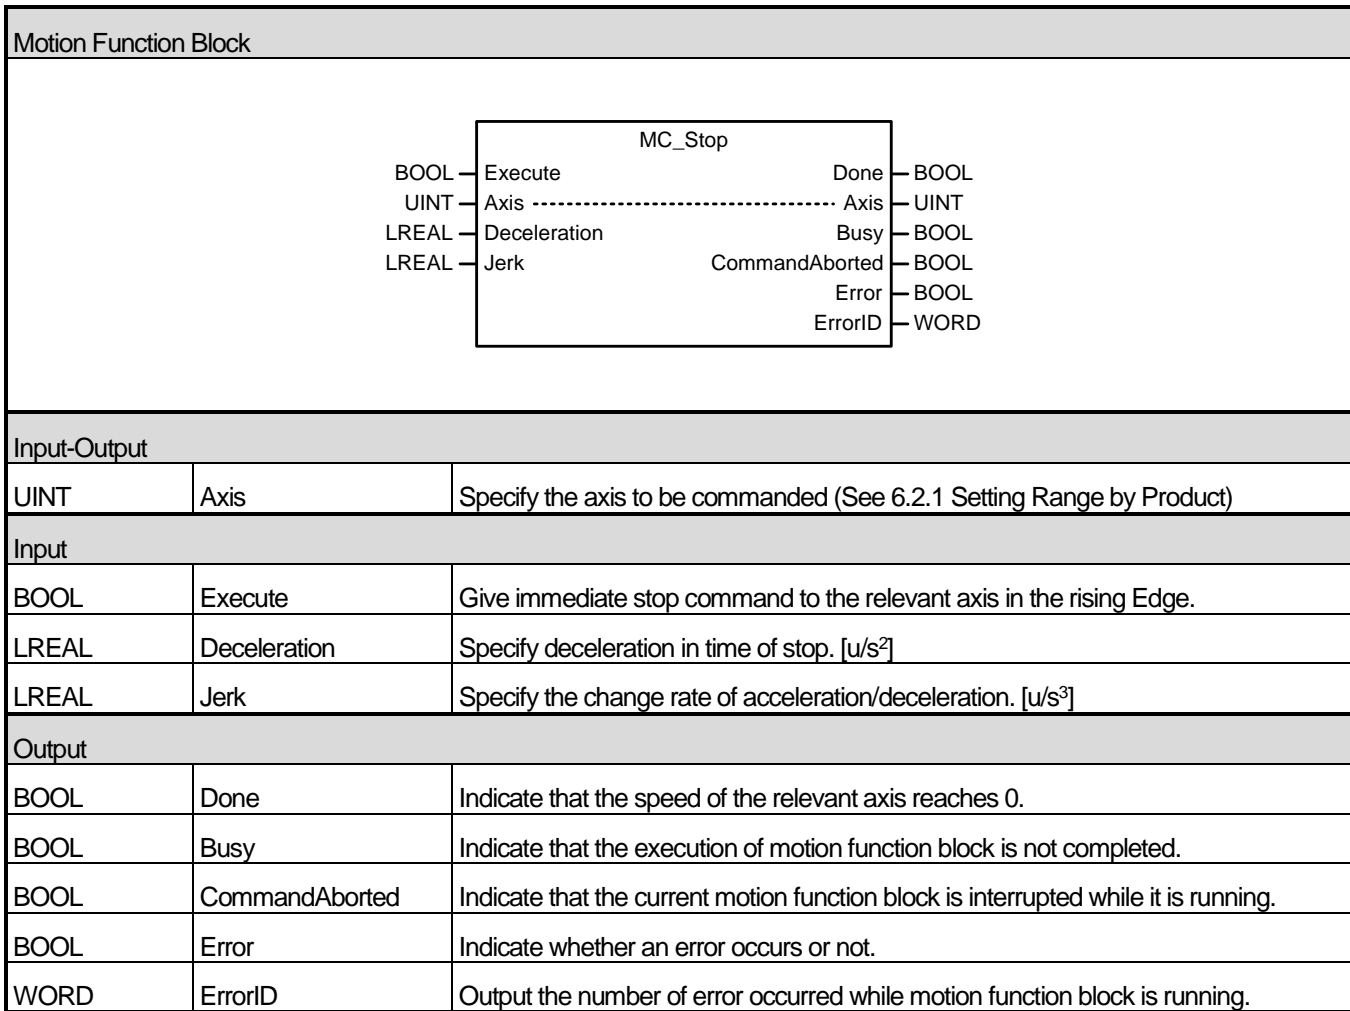 Motion Function Block
MC_Stop
BOOL Execute Done BOOL
UINT Axis Axis UINT
LREAL Deceleration Busy BOOL
LREAL Jerk CommandAborted BOOL
Error BOOL
ErrorID WORD
Input-Output
UINT Axis Specify the axis to be commanded (See 6.2.1 Setting Range by Product)
Input
BOOL Execute Give immediate stop command to the relevant axis in the rising Edge.
LREAL Deceleration Specify deceleration in time of stop. [u/s²]
LREAL Jerk Specify the change rate of acceleration/deceleration. [u/s³]
Output
BOOL Done Indicate that the speed of the relevant axis reaches 0.
BOOL Busy Indicate that the execution of motion function block is not completed.
BOOL CommandAborted Indicate that the current motion function block is interrupted while it is running.
BOOL Error Indicate whether an error occurs or not.
WORD ErrorID Output the number of error occurred while motion function block is running.